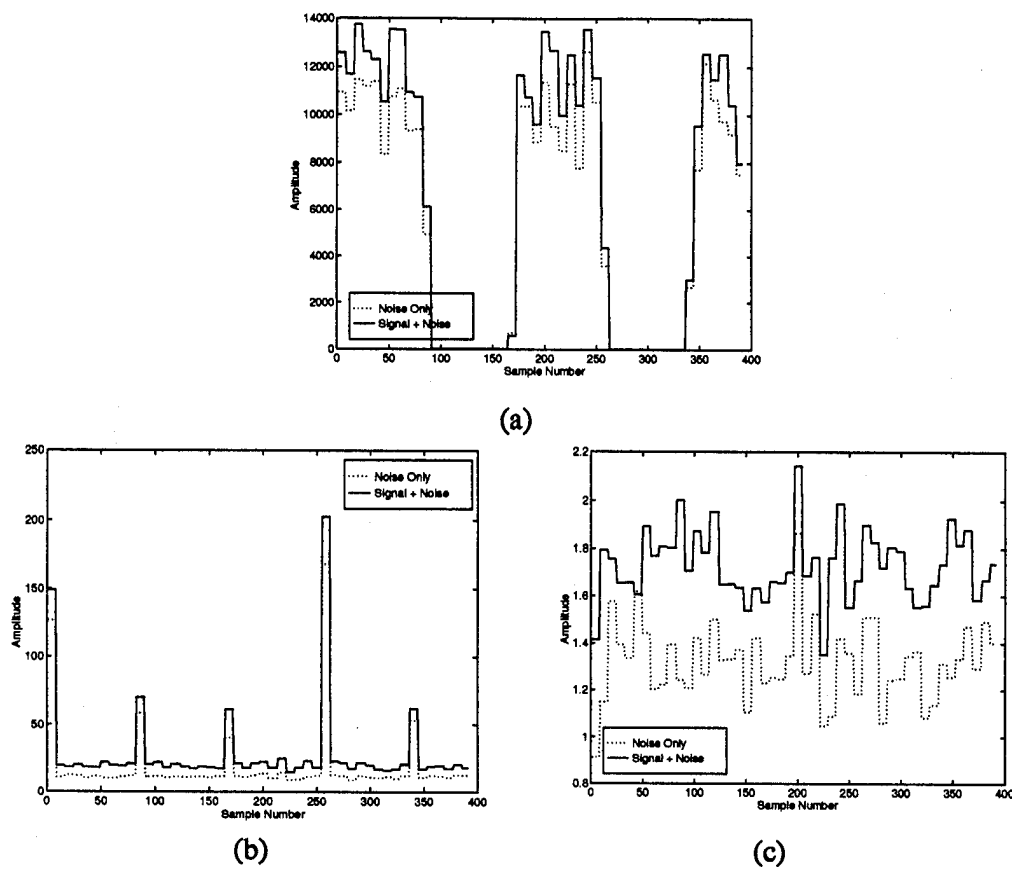 14000
12000
10000
8000
6000
4000
2000
0
Amplitude
Noise Only
Signal + Noise
0 50 100 150 200 250 300 350 400
Sample Number
(a)
250
200
150
100
50
0
Amplitude
Noise Only
Signal + Noise
0 50 100 150 200 250 300 350 400
Sample Number
(b)
2.2
2
1.8
1.6
1.4
1.2
1
0.8
Amplitude
Noise Only
Signal + Noise
0 50 100 150 200 250 300 350 400
Sample Number
(c)